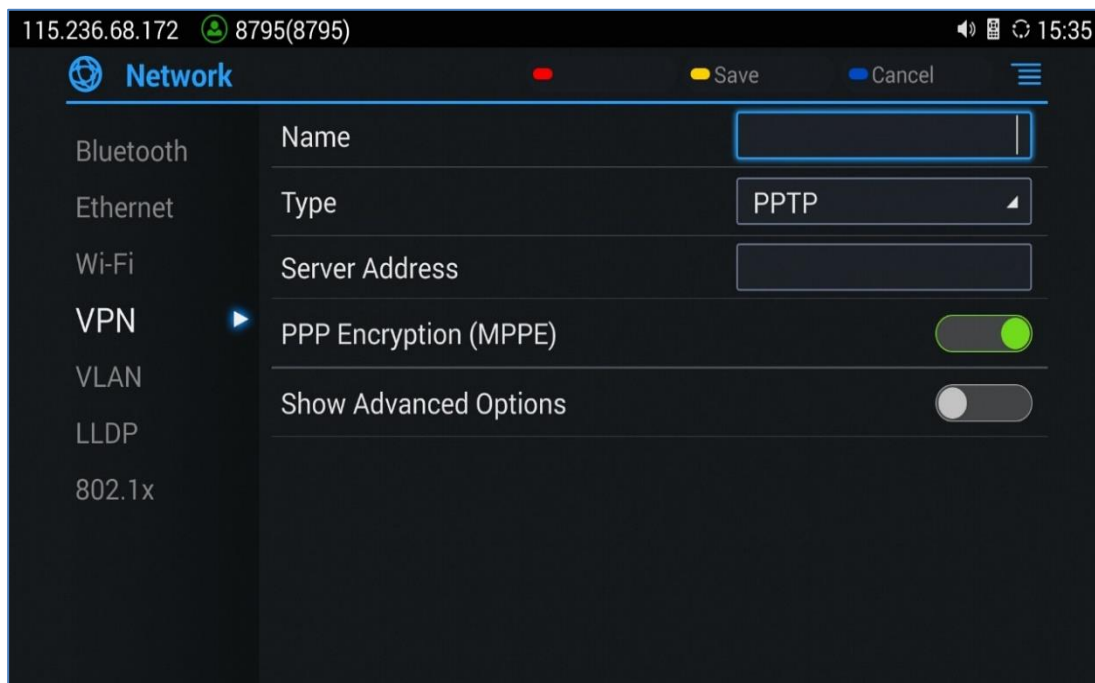 115.236.68.172 8795(8795) 15:35
Network Save Cancel
Bluetooth
Ethernet
Wi-Fi
VPN
VLAN
LLDP
802.1x
Name
Type PPTP
Server Address
PPP Encryption (MPPE)
Show Advanced Options